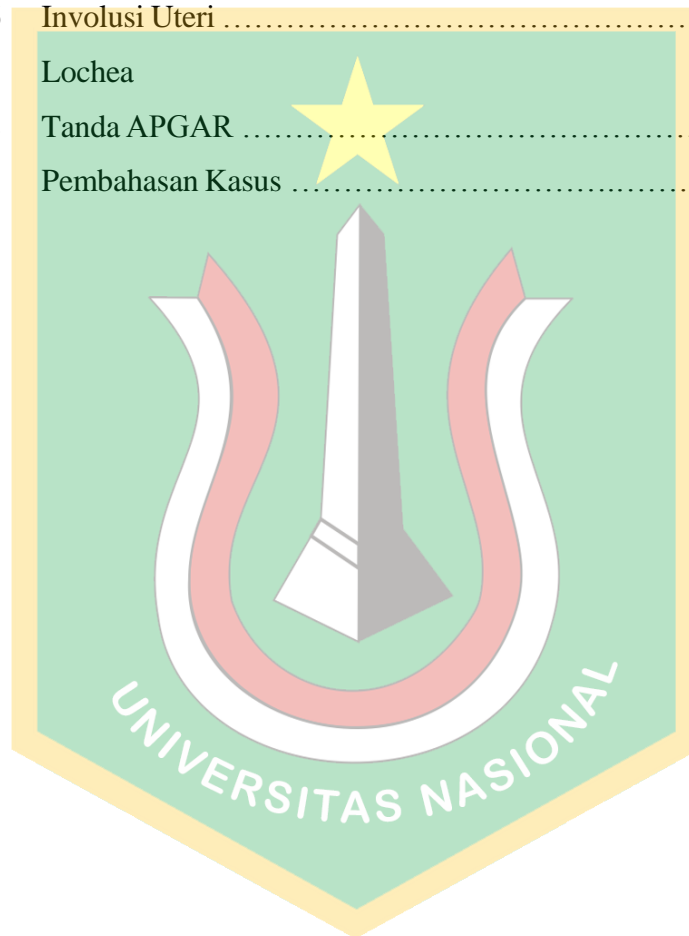 Involusi Uteri ……………………………………………
Lochea
Tanda APGAR …………………………………………
Pembahasan Kasus …………………………..………
UNIVERSITAS NASIONAL